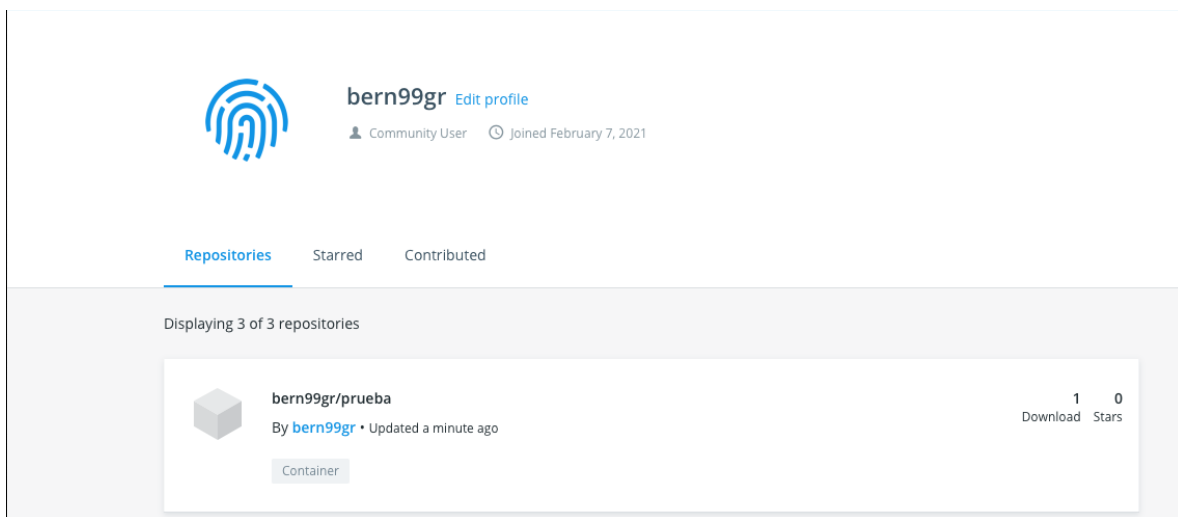 bern99gr Edit profile
Community User Joined February 7, 2021
Repositories Starred Contributed
Displaying 3 of 3 repositories
bern99gr/prueba
1 0
By bern99gr • Updated a minute ago
Download Stars
Container